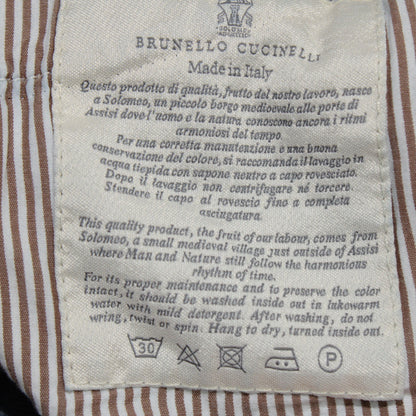 BRUNELLO CUCINELLI
Made in Italy
Questo prodotto di qualità, frutto del nostro lavoro, nasce
a Solomeo, un piccolo borgo medioevale alle porte di
Assisi dove l'uomo e la natura conoscono ancora i ritmi
armoniosi del tempo.
Per una corretta manutenzione e una buona
conservazione del colore, si raccomanda il lavaggio in
acqua tiepida con sapone neutro a capo rovesciato.
Dopo il lavaggio non centrifugare né torcere.
Stendere il capo al rovescio fino a completa
asciugatura.
This quality product, the fruit of our labour, comes from
Solomeo, a small medieval village just outside of Assisi
where Man and Nature still follow the harmonious
rhythm of time.
For its proper maintenance and to preserve the color
intact, it should be washed inside out in lukewarm
water with mild detergent. After washing, do not
wring, twist or spin. Hang to dry, turned inside out.
30 P